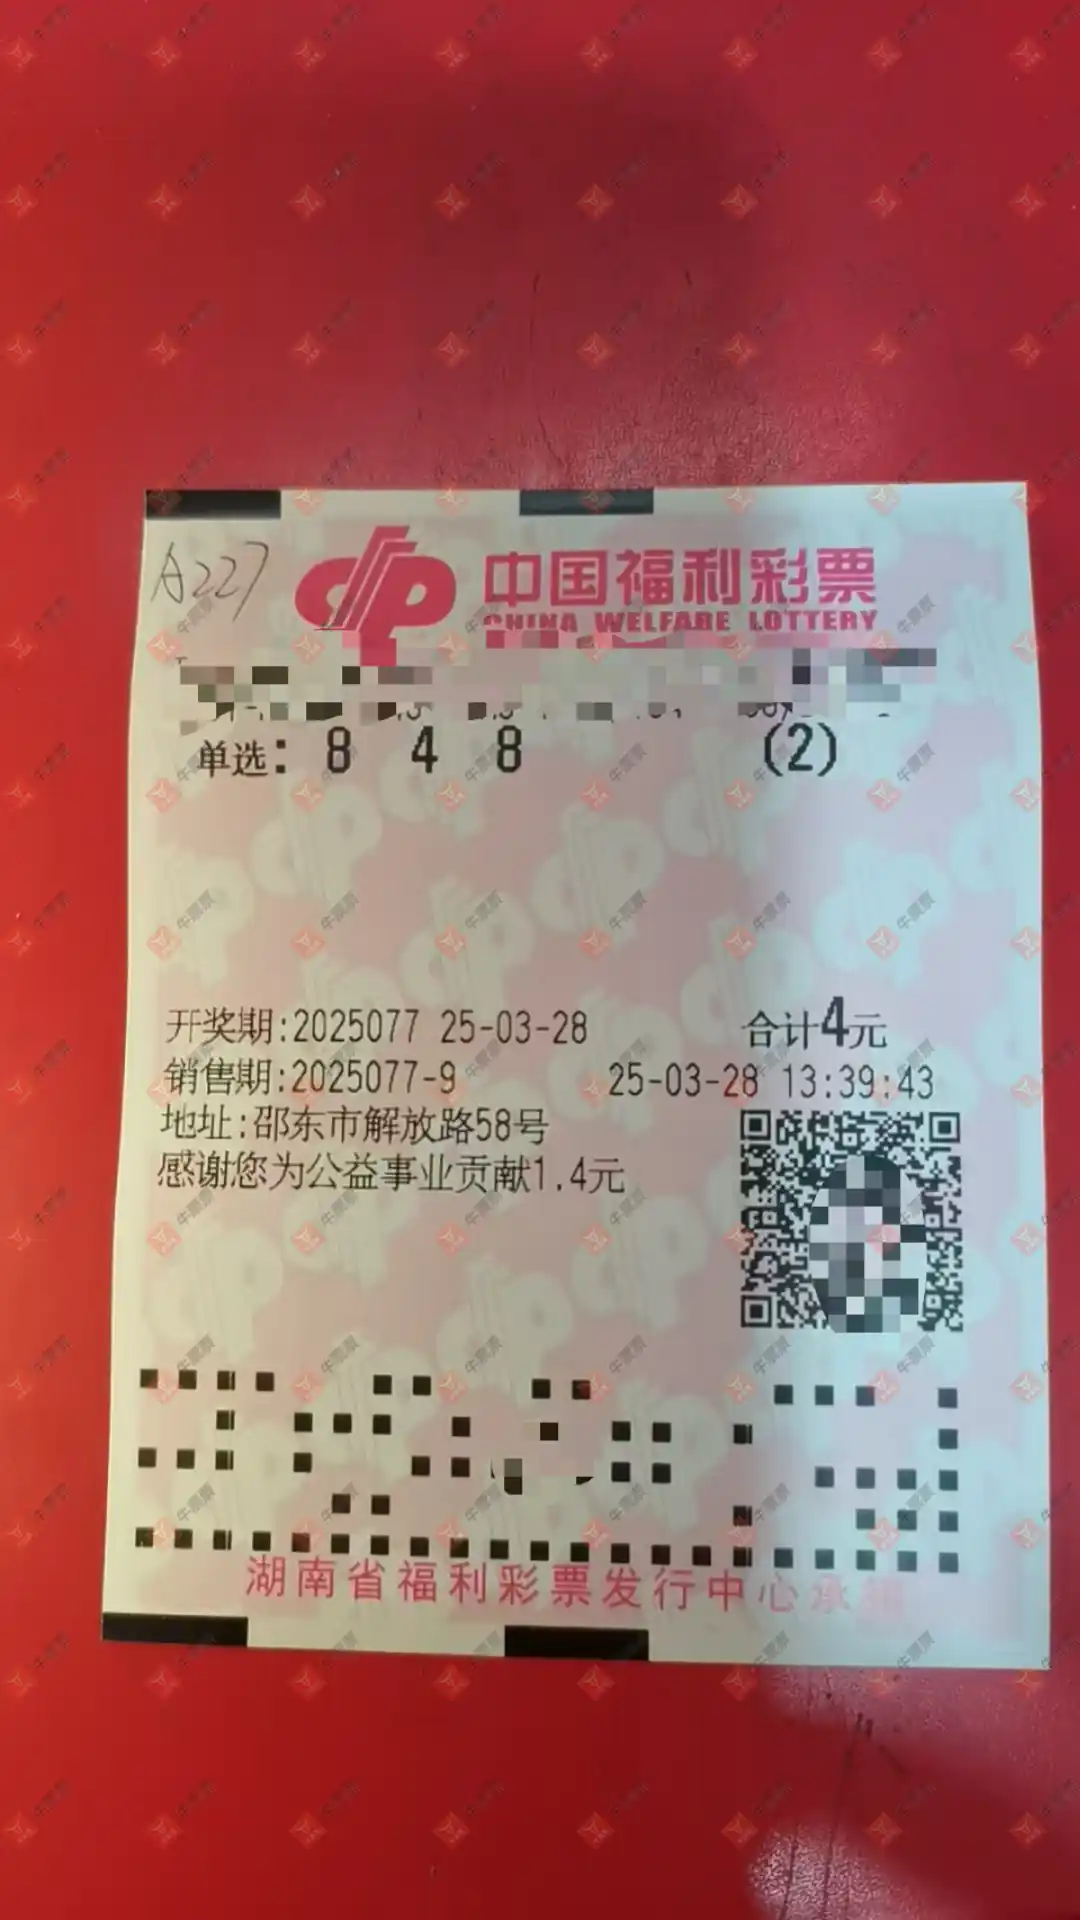 A227
中国福利彩票
CHINA WELFARE LOTTERY
单选: 8 4 8 (2)
开奖期:2025077 25-03-28 合计4元
销售期:2025077-9 25-03-28 13:39:43
地址:邵东市解放路58号
感谢您为公益事业贡献1.4元
湖南省福利彩票发行中心承